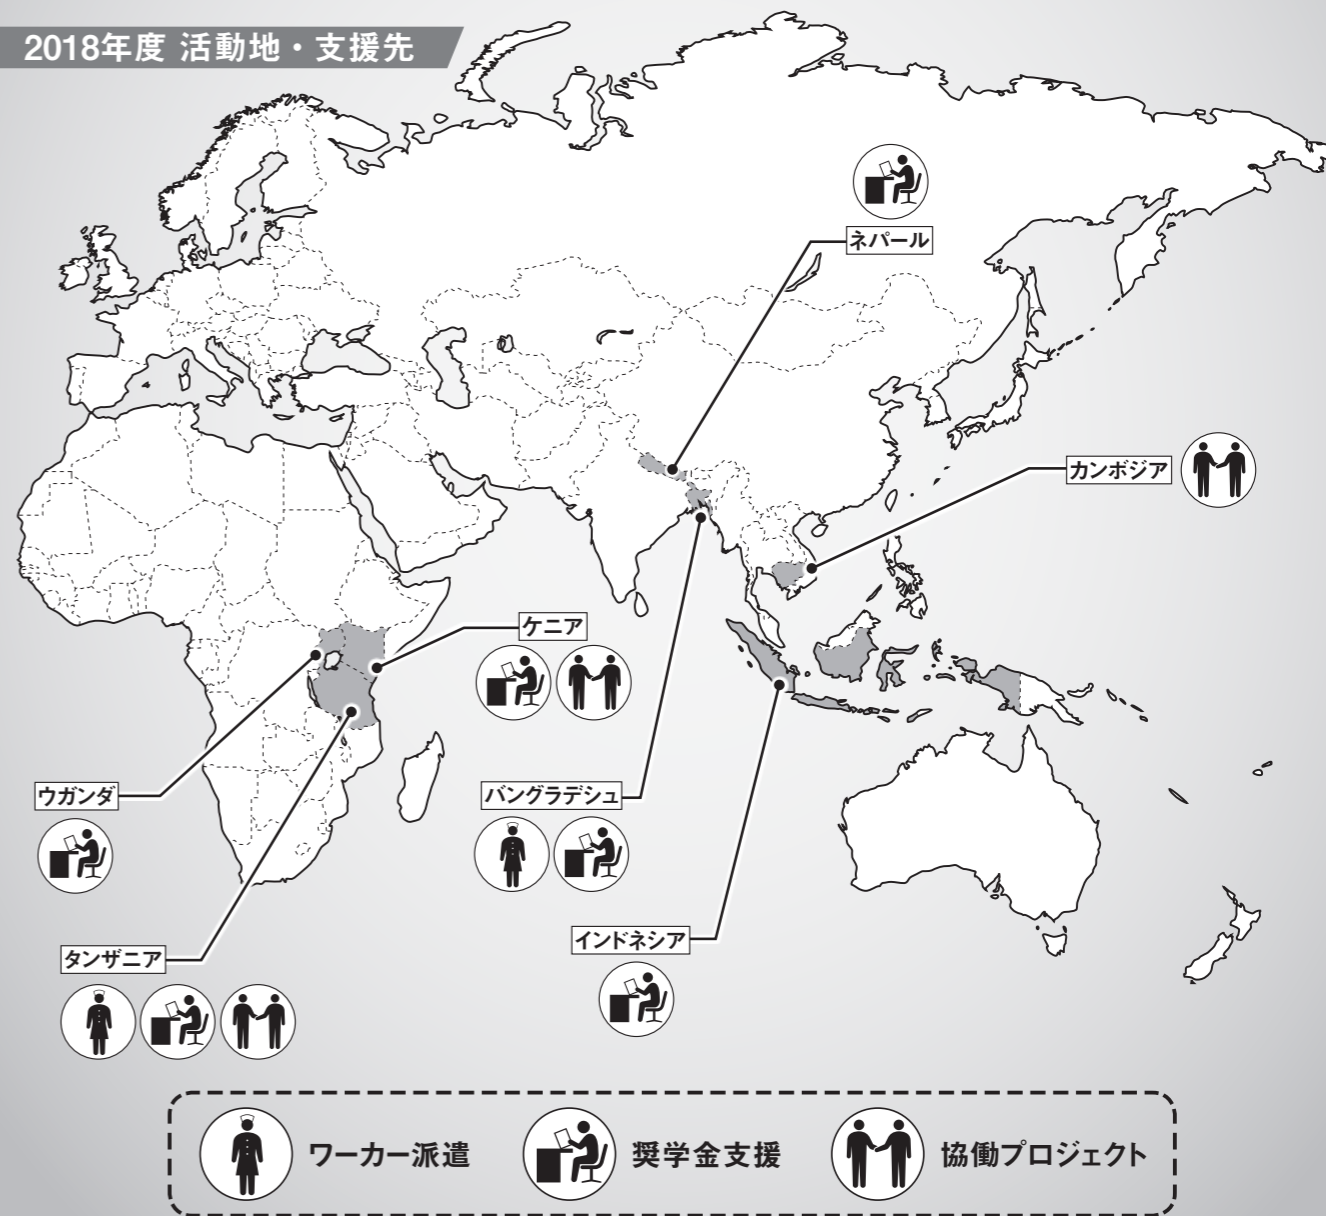 2018年度 活動地・支援先
ネパール
カンボジア
ケニア
ウガンダ
バングラデシュ
インドネシア
タンザニア
ワーカー派遣
奨学金支援
協働プロジェクト